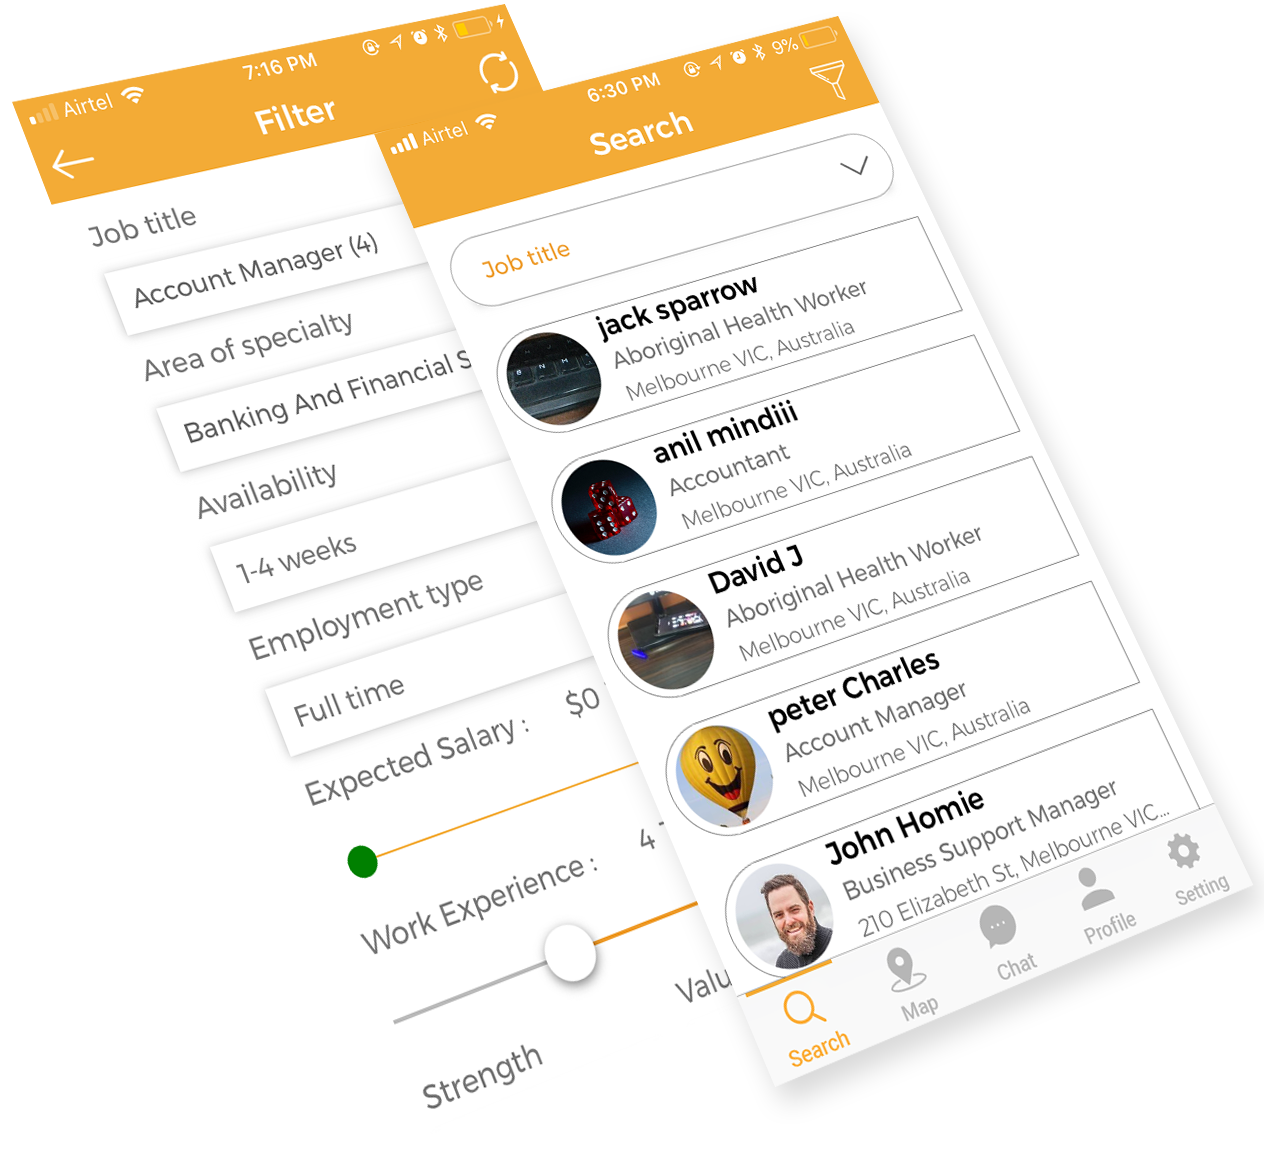 Airtel
7:16 PM
Filter
Job title
Account Manager (4)
Area of specialty
Banking And Financial S
Availability
1-4 weeks
Employment type
Full time
Expected Salary :
$0
Work Experience :
4
Strength
Valu
Airtel
6:30 PM
9%
Search
Job title
jack sparrow
Aboriginal Health Worker
Melbourne VIC, Australia
anil mindiii
Accountant
Melbourne VIC, Australia
David J
Aboriginal Health Worker
Melbourne VIC, Australia
peter Charles
Account Manager
Melbourne VIC, Australia
John Homie
Business Support Manager
210 Elizabeth St, Melbourne VIC...
Search
Map
Chat
Profile
Setting